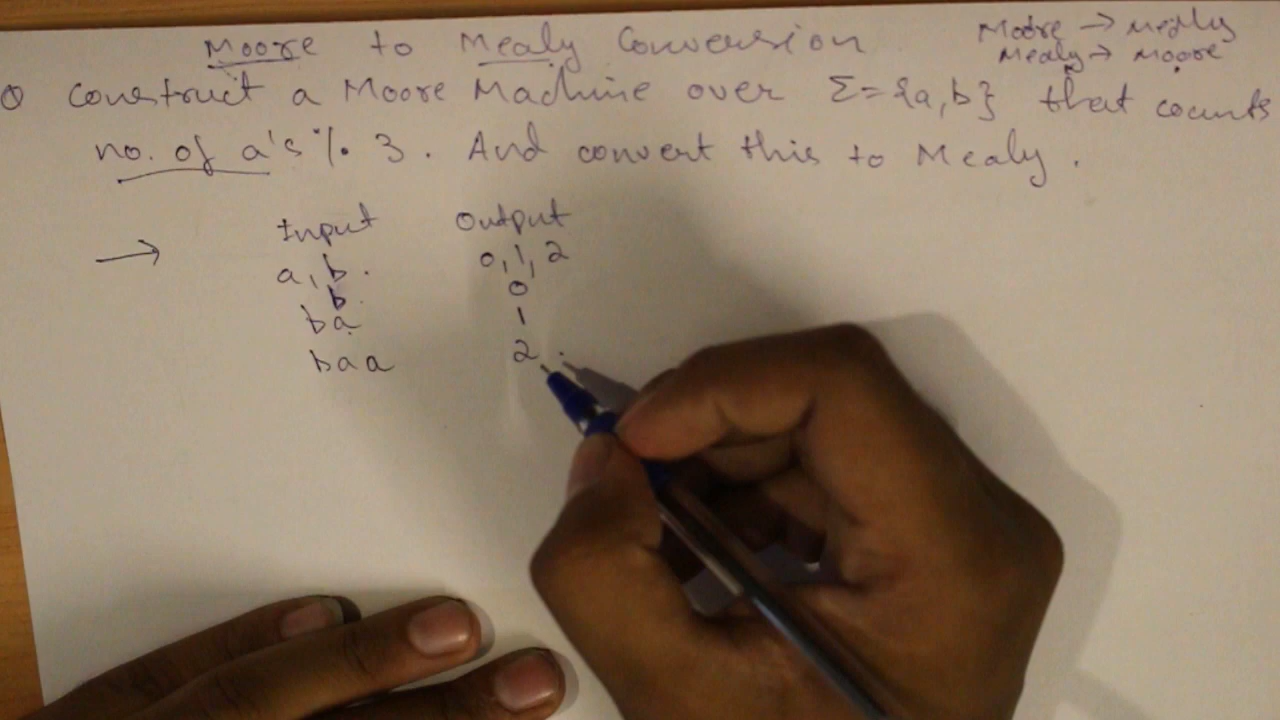 Moore to Mealy Conversion
Moore → Mealy
Mealy → Moore
Q Construct a Moore Machine over Σ={a,b} that counts
no. of a's % 3. And convert this to Mealy.
→ Input Output
a,b. 0,1,2
b. 0
ba 1
baa 2.